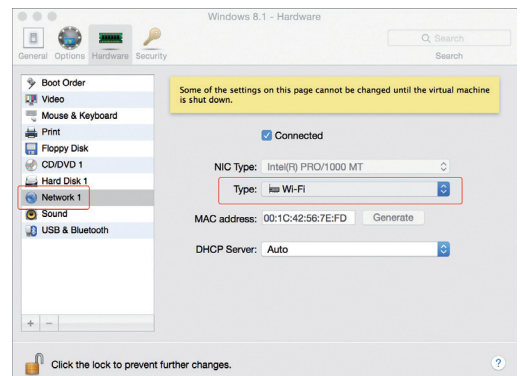 Windows 8.1 - Hardware
General Options Hardware Security
Search
Search
Boot Order
Video
Mouse & Keyboard
Print
Floppy Disk
CD/DVD 1
Hard Disk 1
Network 1
Sound
USB & Bluetooth
Some of the settings on this page cannot be changed until the virtual machine
is shut down.
Connected
NIC Type: Intel(R) PRO/1000 MT
Type: Wi-Fi
MAC address: 00:1C:42:56:7E:FD Generate
DHCP Server: Auto
+ -
Click the lock to prevent further changes.
?